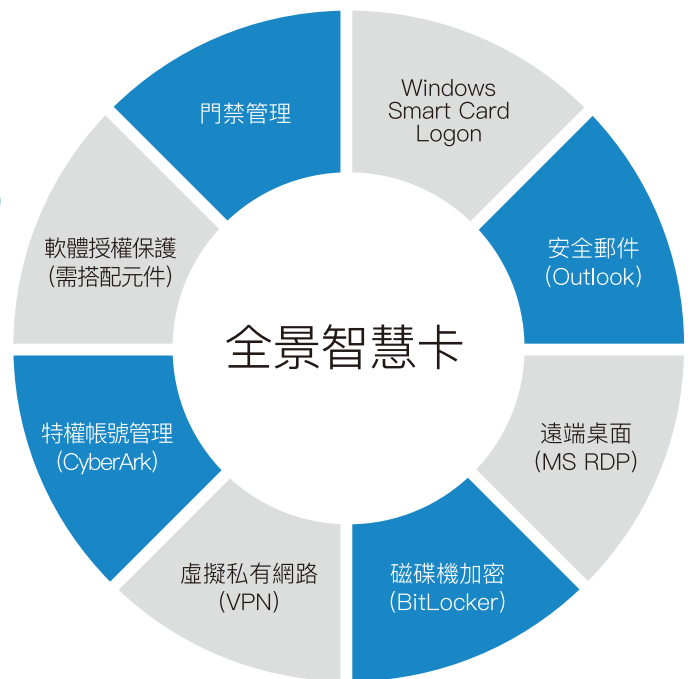 門禁管理
Windows
Smart Card
Logon
安全郵件
(Outlook)
遠端桌面
(MS RDP)
磁碟機加密
(BitLocker)
虛擬私有網路
(VPN)
特權帳號管理
(CyberArk)
軟體授權保護
(需搭配元件)
全景智慧卡